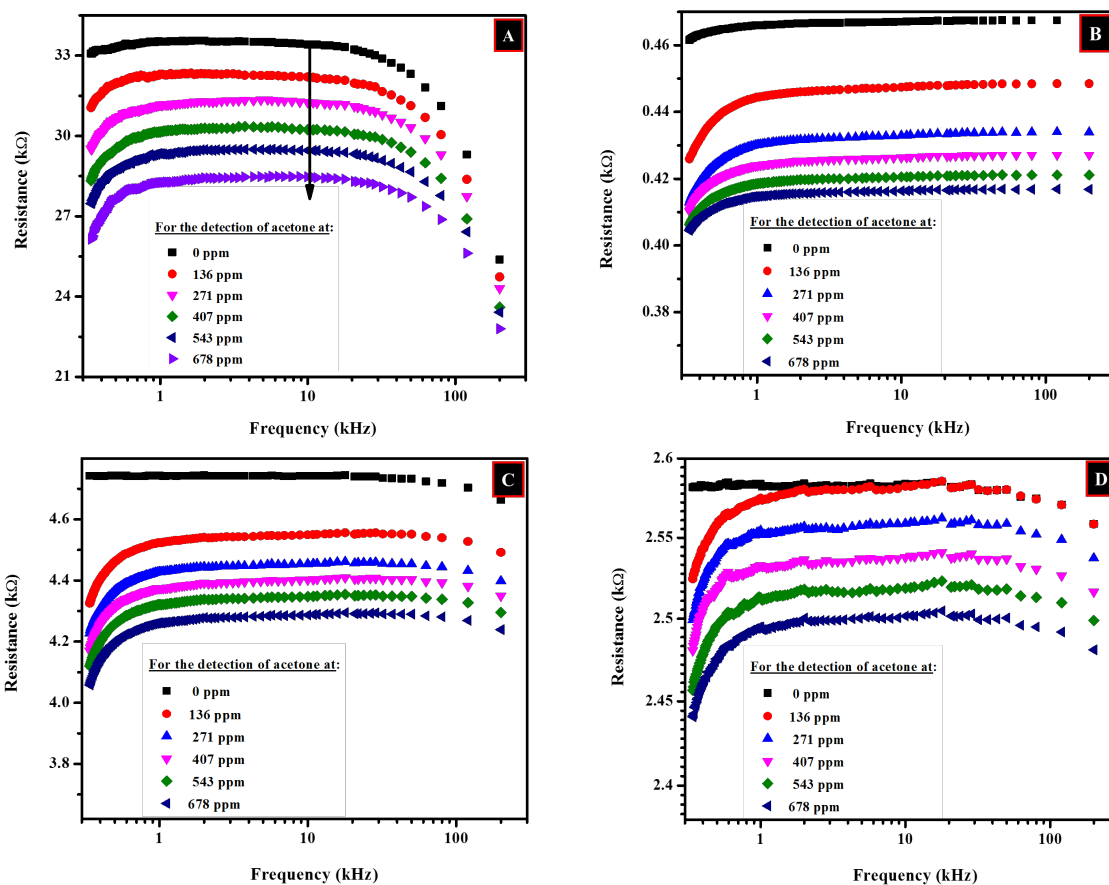 A
Resistance (kΩ)
33
30
27
24
21
For the detection of acetone at:
0 ppm
136 ppm
271 ppm
407 ppm
543 ppm
678 ppm
1
10
100
Frequency (kHz)
B
Resistance (kΩ)
0.46
0.44
0.42
0.40
0.38
For the detection of acetone at:
0 ppm
136 ppm
271 ppm
407 ppm
543 ppm
678 ppm
1
10
100
Frequency (kHz)
C
Resistance (kΩ)
4.6
4.4
4.2
4.0
3.8
For the detection of acetone at:
0 ppm
136 ppm
271 ppm
407 ppm
543 ppm
678 ppm
1
10
100
Frequency (kHz)
D
Resistance (kΩ)
2.6
2.55
2.5
2.45
2.4
For the detection of acetone at:
0 ppm
136 ppm
271 ppm
407 ppm
543 ppm
678 ppm
1
10
100
Frequency (kHz)